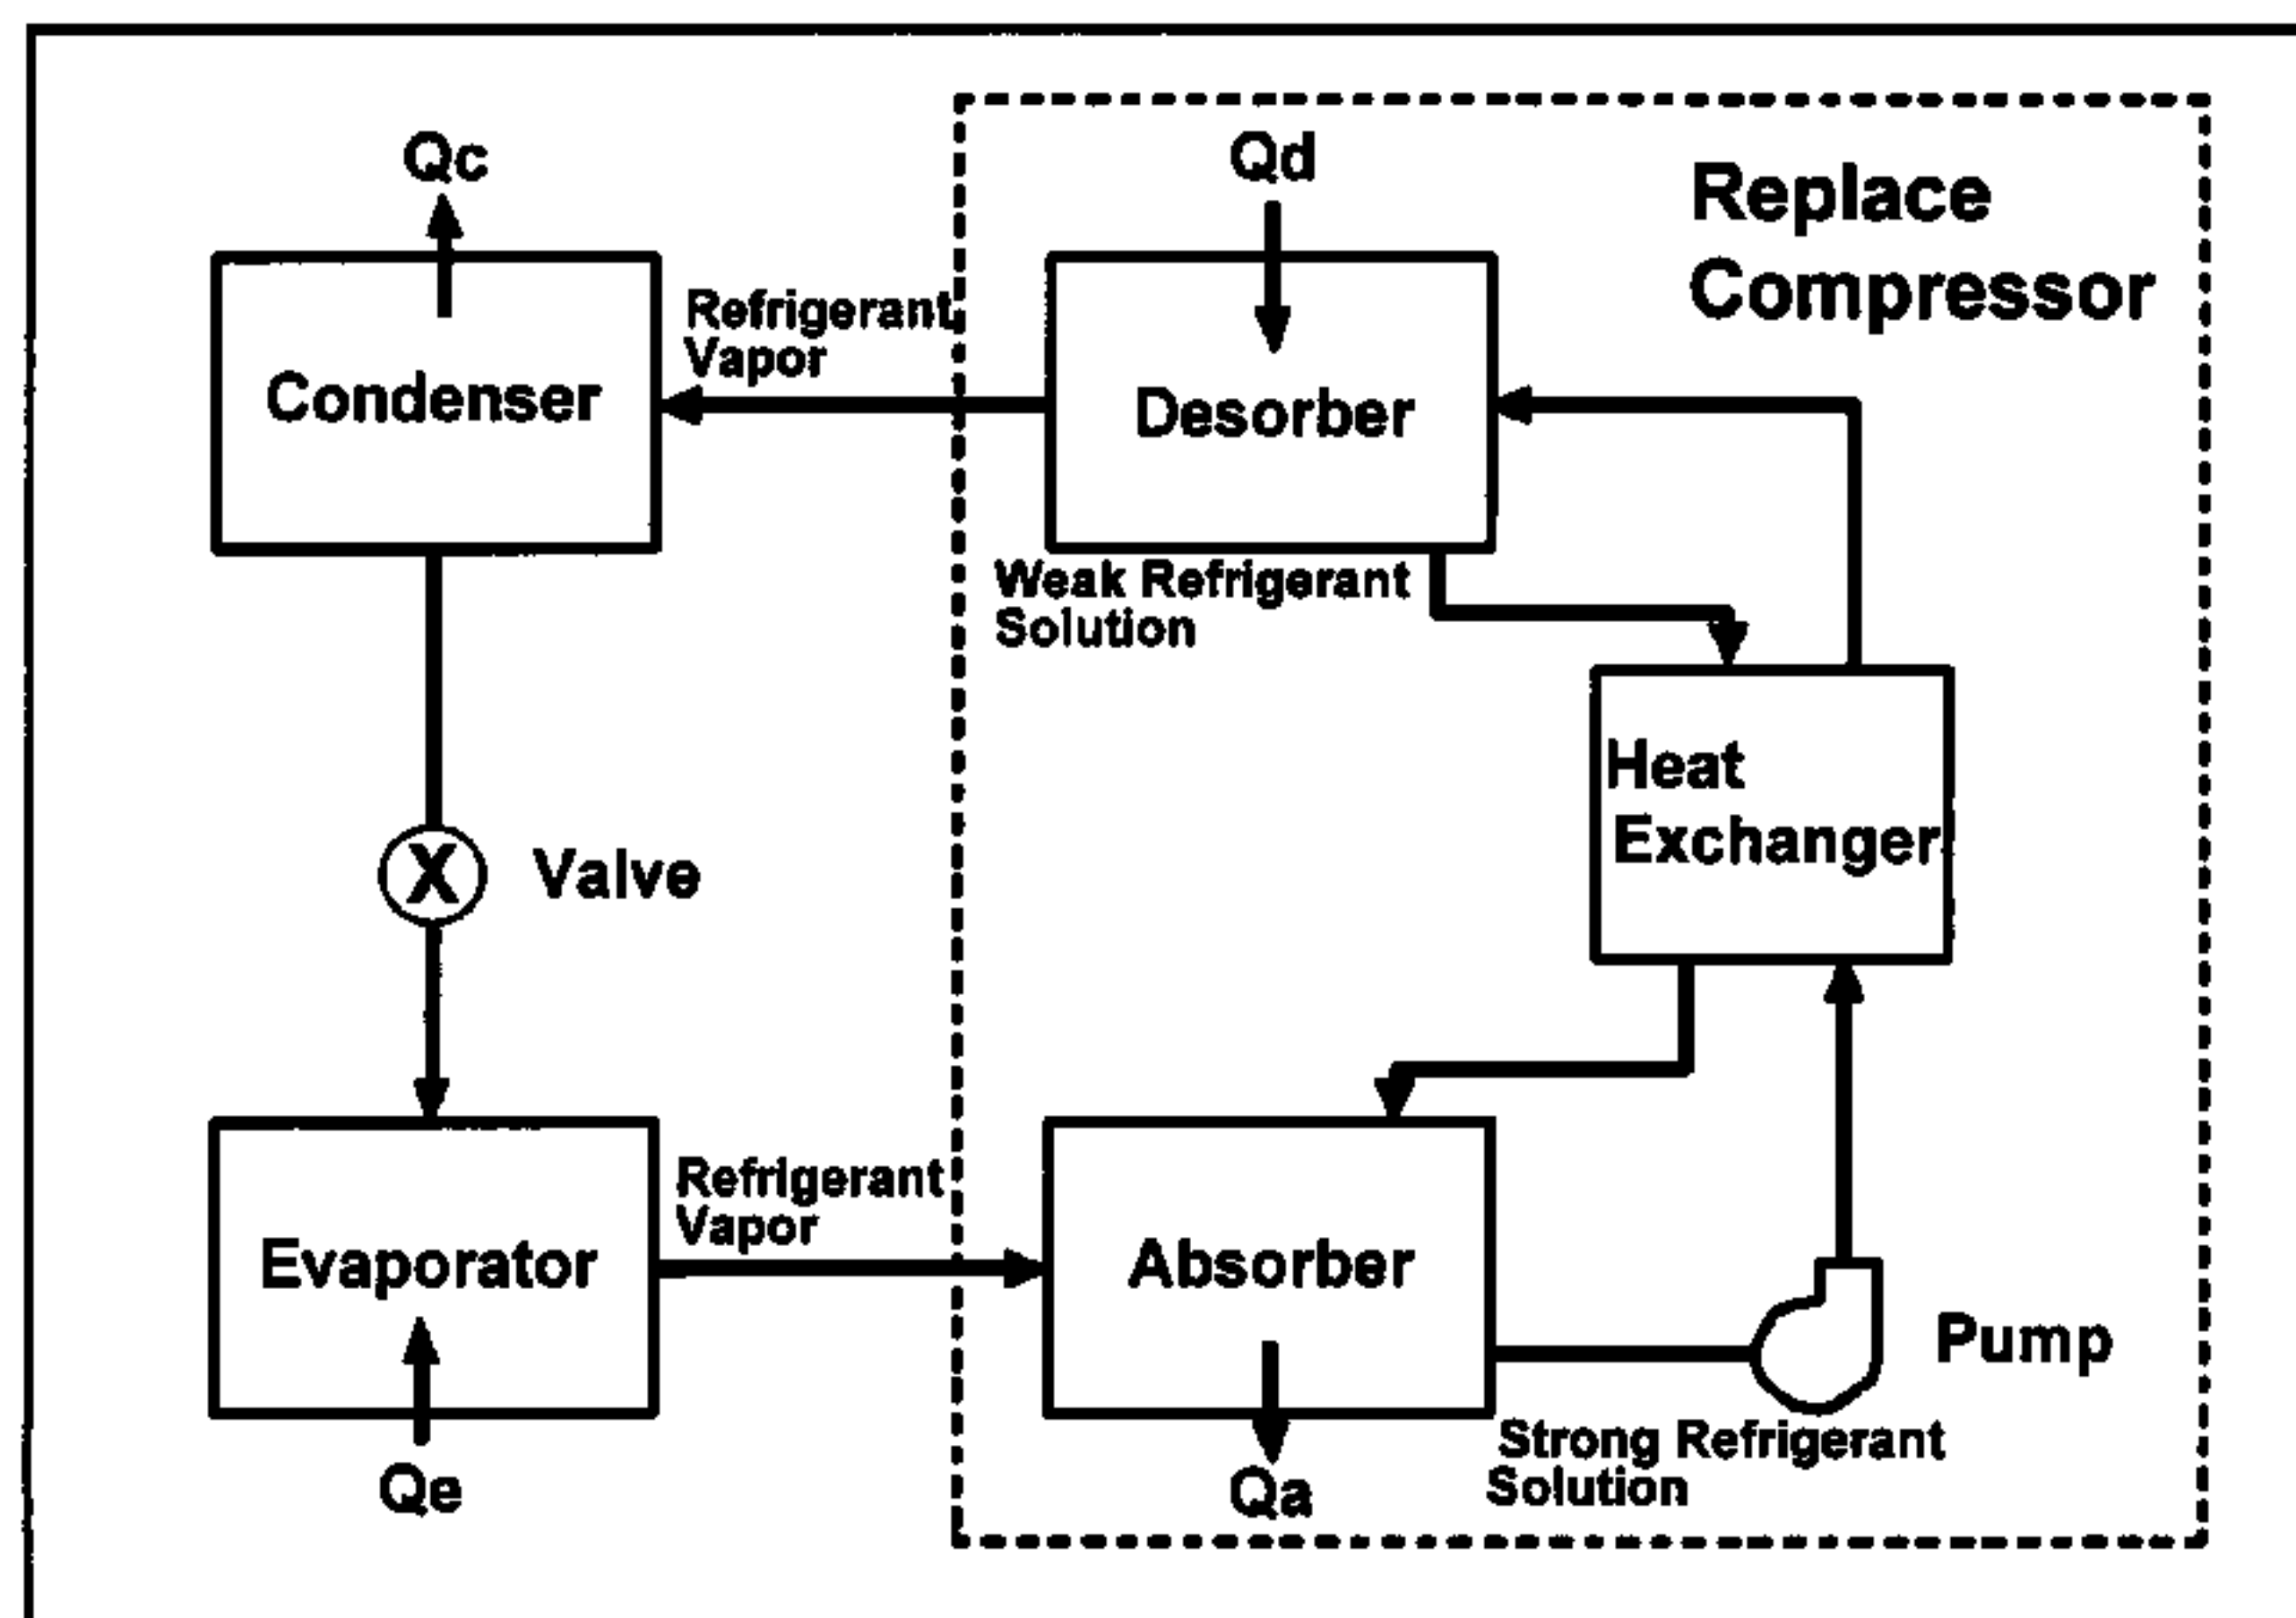 Qc
Qd
Replace
Compressor
Refrigerant
Vapor
Condenser
Desorber
Weak Refrigerant
Solution
Heat
Exchanger
X
Valve
Refrigerant
Vapor
Evaporator
Absorber
Pump
Strong Refrigerant
Solution
Qe
Qa